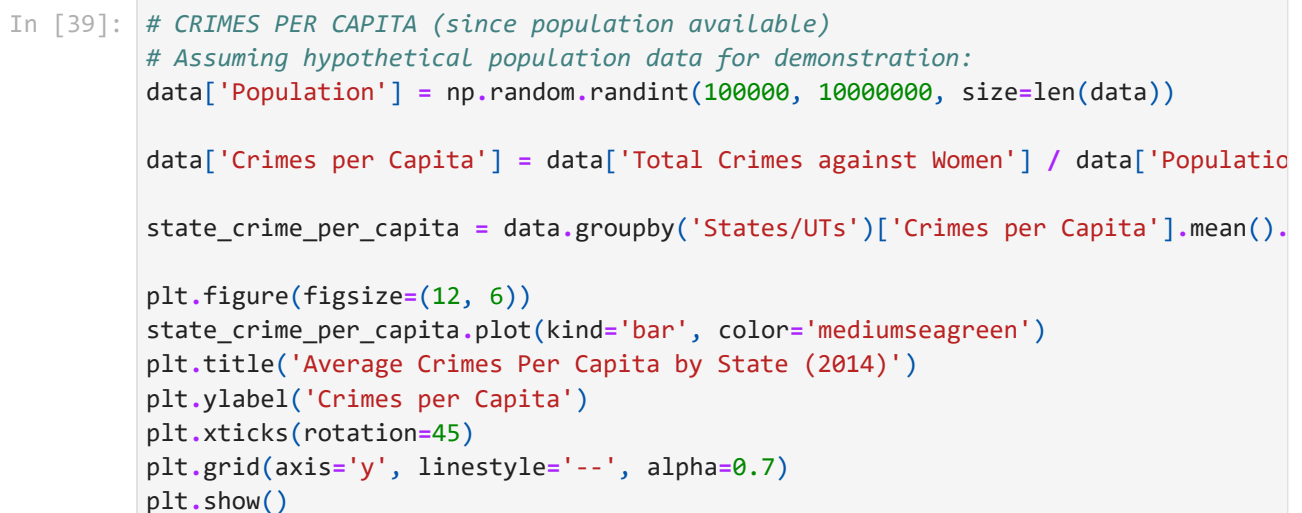 In [39]: # CRIMES PER CAPITA (since population available)
# Assuming hypothetical population data for demonstration:
data['Population'] = np.random.randint(100000, 10000000, size=len(data))
data['Crimes per Capita'] = data['Total Crimes against Women'] / data['Populatio
state_crime_per_capita = data.groupby('States/UTs')['Crimes per Capita'].mean().
plt.figure(figsize=(12, 6))
state_crime_per_capita.plot(kind='bar', color='mediumseagreen')
plt.title('Average Crimes Per Capita by State (2014)')
plt.ylabel('Crimes per Capita')
plt.xticks(rotation=45)
plt.grid(axis='y', linestyle='--', alpha=0.7)
plt.show()